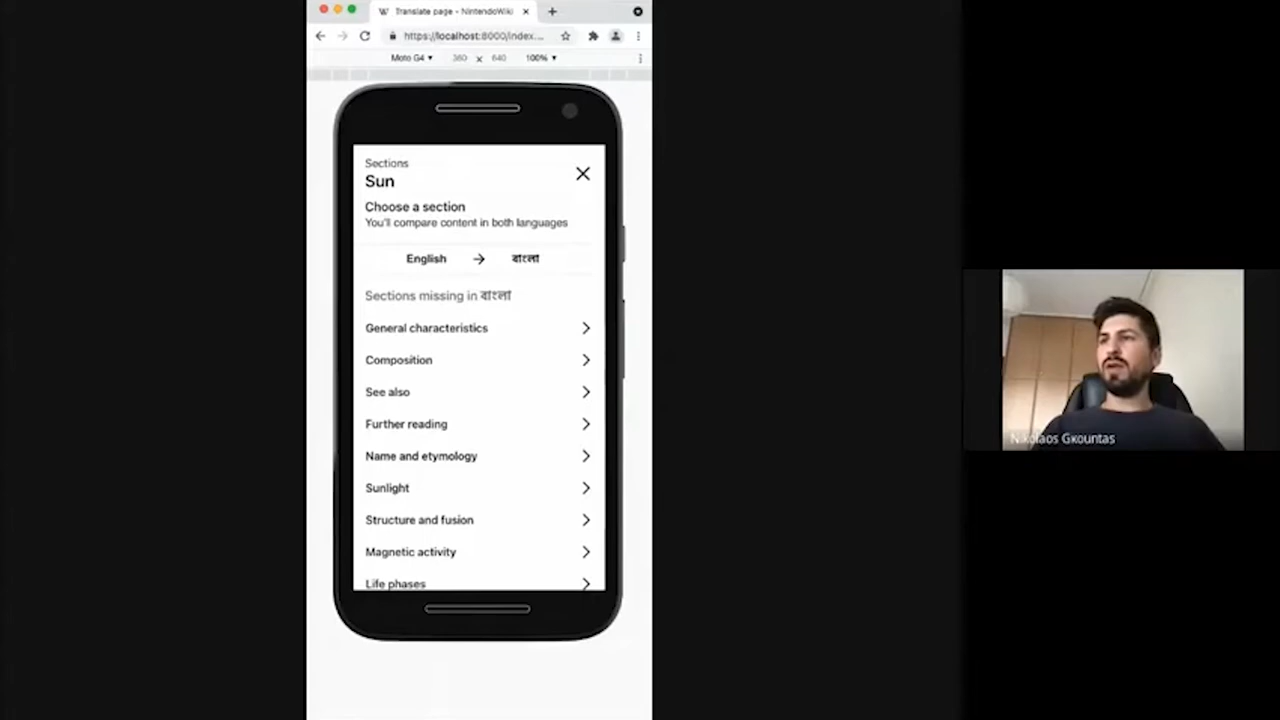 Translate page - NintendoWiki
https://localhost:8000/index...
Moto G4 ▾ 360 x 640 100% ▾
Sections
Sun
Choose a section
You'll compare content in both languages
English → বাংলা
Sections missing in বাংলা
General characteristics
Composition
See also
Further reading
Name and etymology
Sunlight
Structure and fusion
Magnetic activity
Life phases
Nikolaos Gkountas